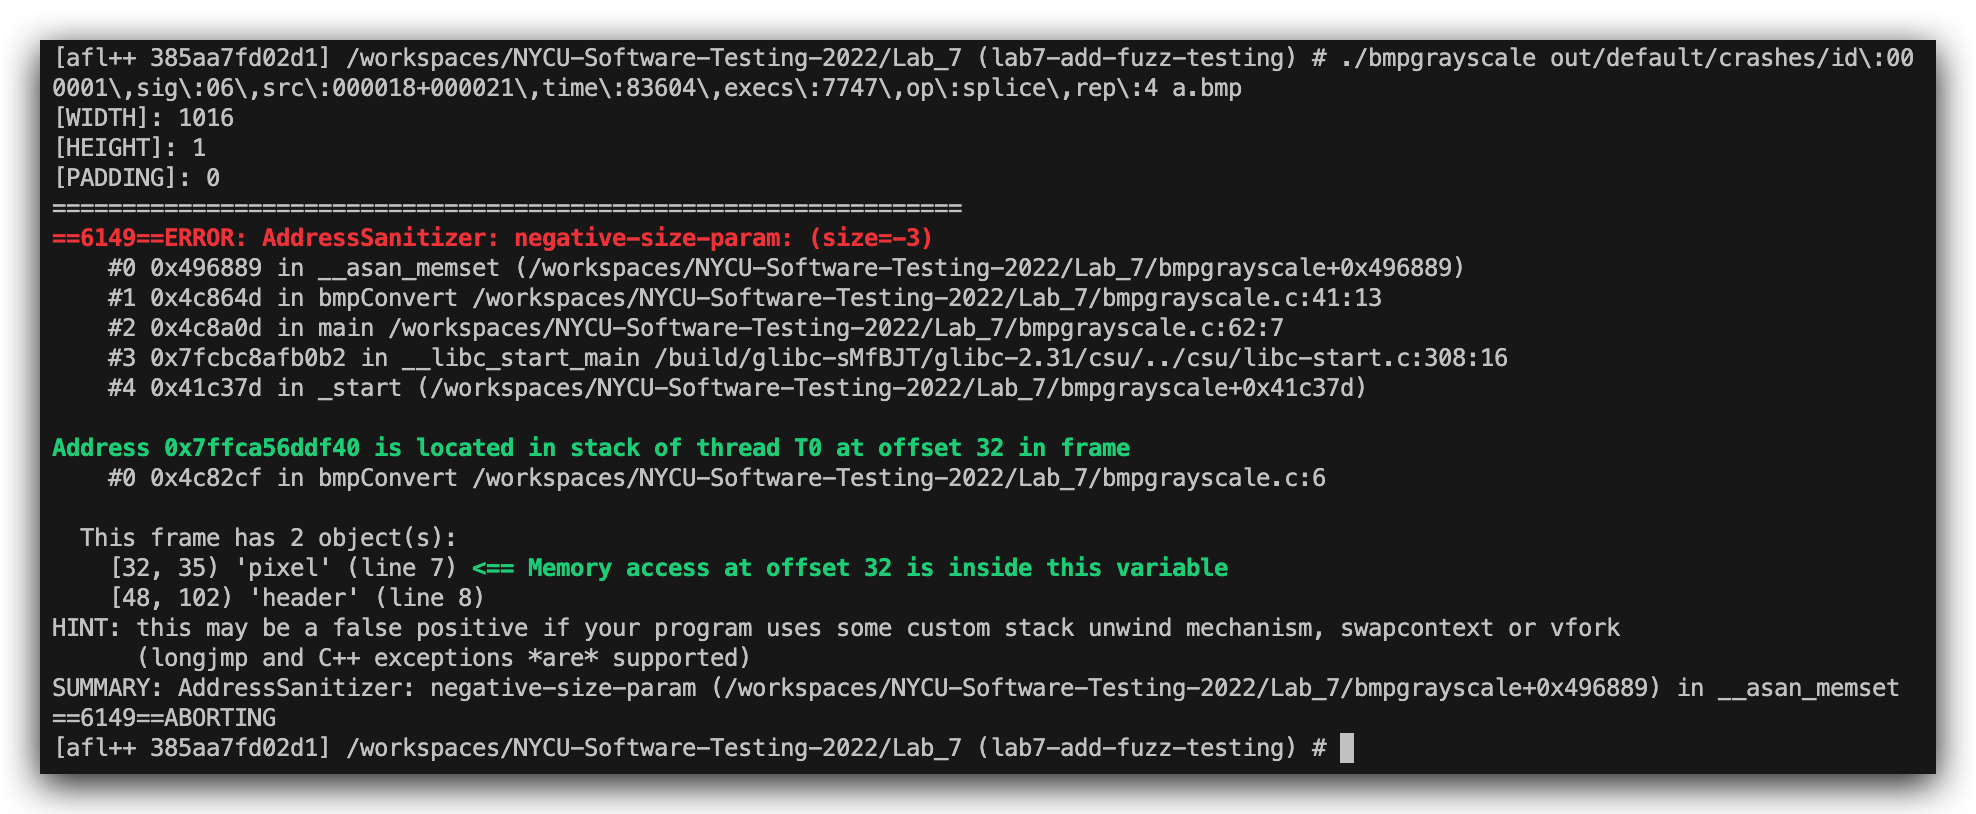 [afl++ 385aa7fd02d1] /workspaces/NYCU-Software-Testing-2022/Lab_7 (lab7-add-fuzz-testing) # ./bmpgrayscale out/default/crashes/id\:00
0001\,sig\:06\,src\:000018+000021\,time\:83604\,execs\:7747\,op\:splice\,rep\:4 a.bmp
[WIDTH]: 1016
[HEIGHT]: 1
[PADDING]: 0
=================================================================
==6149==ERROR: AddressSanitizer: negative-size-param: (size=-3)
    #0 0x496889 in __asan_memset (/workspaces/NYCU-Software-Testing-2022/Lab_7/bmpgrayscale+0x496889)
    #1 0x4c864d in bmpConvert /workspaces/NYCU-Software-Testing-2022/Lab_7/bmpgrayscale.c:41:13
    #2 0x4c8a0d in main /workspaces/NYCU-Software-Testing-2022/Lab_7/bmpgrayscale.c:62:7
    #3 0x7fcbc8afb0b2 in __libc_start_main /build/glibc-sMfBJT/glibc-2.31/csu/../csu/libc-start.c:308:16
    #4 0x41c37d in _start (/workspaces/NYCU-Software-Testing-2022/Lab_7/bmpgrayscale+0x41c37d)

Address 0x7ffca56ddf40 is located in stack of thread T0 at offset 32 in frame
    #0 0x4c82cf in bmpConvert /workspaces/NYCU-Software-Testing-2022/Lab_7/bmpgrayscale.c:6

  This frame has 2 object(s):
    [32, 35) 'pixel' (line 7) <== Memory access at offset 32 is inside this variable
    [48, 102) 'header' (line 8)
HINT: this may be a false positive if your program uses some custom stack unwind mechanism, swapcontext or vfork
      (longjmp and C++ exceptions *are* supported)
SUMMARY: AddressSanitizer: negative-size-param (/workspaces/NYCU-Software-Testing-2022/Lab_7/bmpgrayscale+0x496889) in __asan_memset
==6149==ABORTING
[afl++ 385aa7fd02d1] /workspaces/NYCU-Software-Testing-2022/Lab_7 (lab7-add-fuzz-testing) #